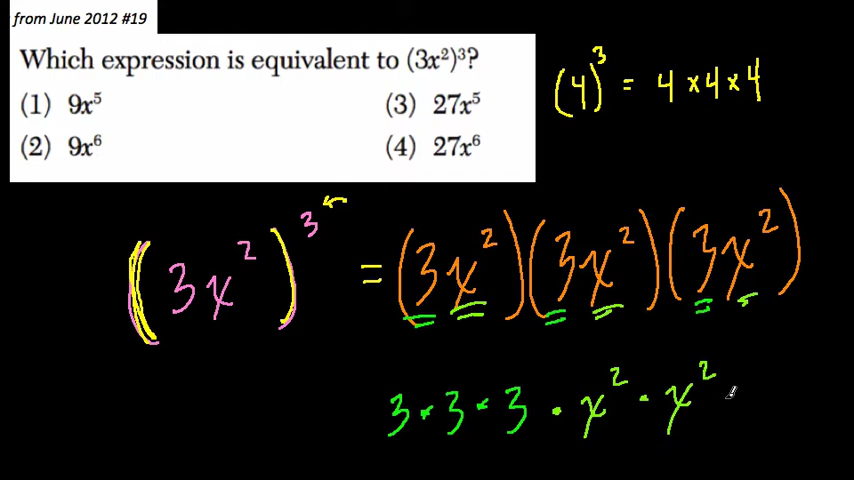 from June 2012 #19
Which expression is equivalent to (3x²)³?
(1) 9x⁵ (3) 27x⁵
(2) 9x⁶ (4) 27x⁶
(4)³ = 4 × 4 × 4
((3x²)³ = (3x²)(3x²)(3x²)
3 · 3 · 3 · x² · x²